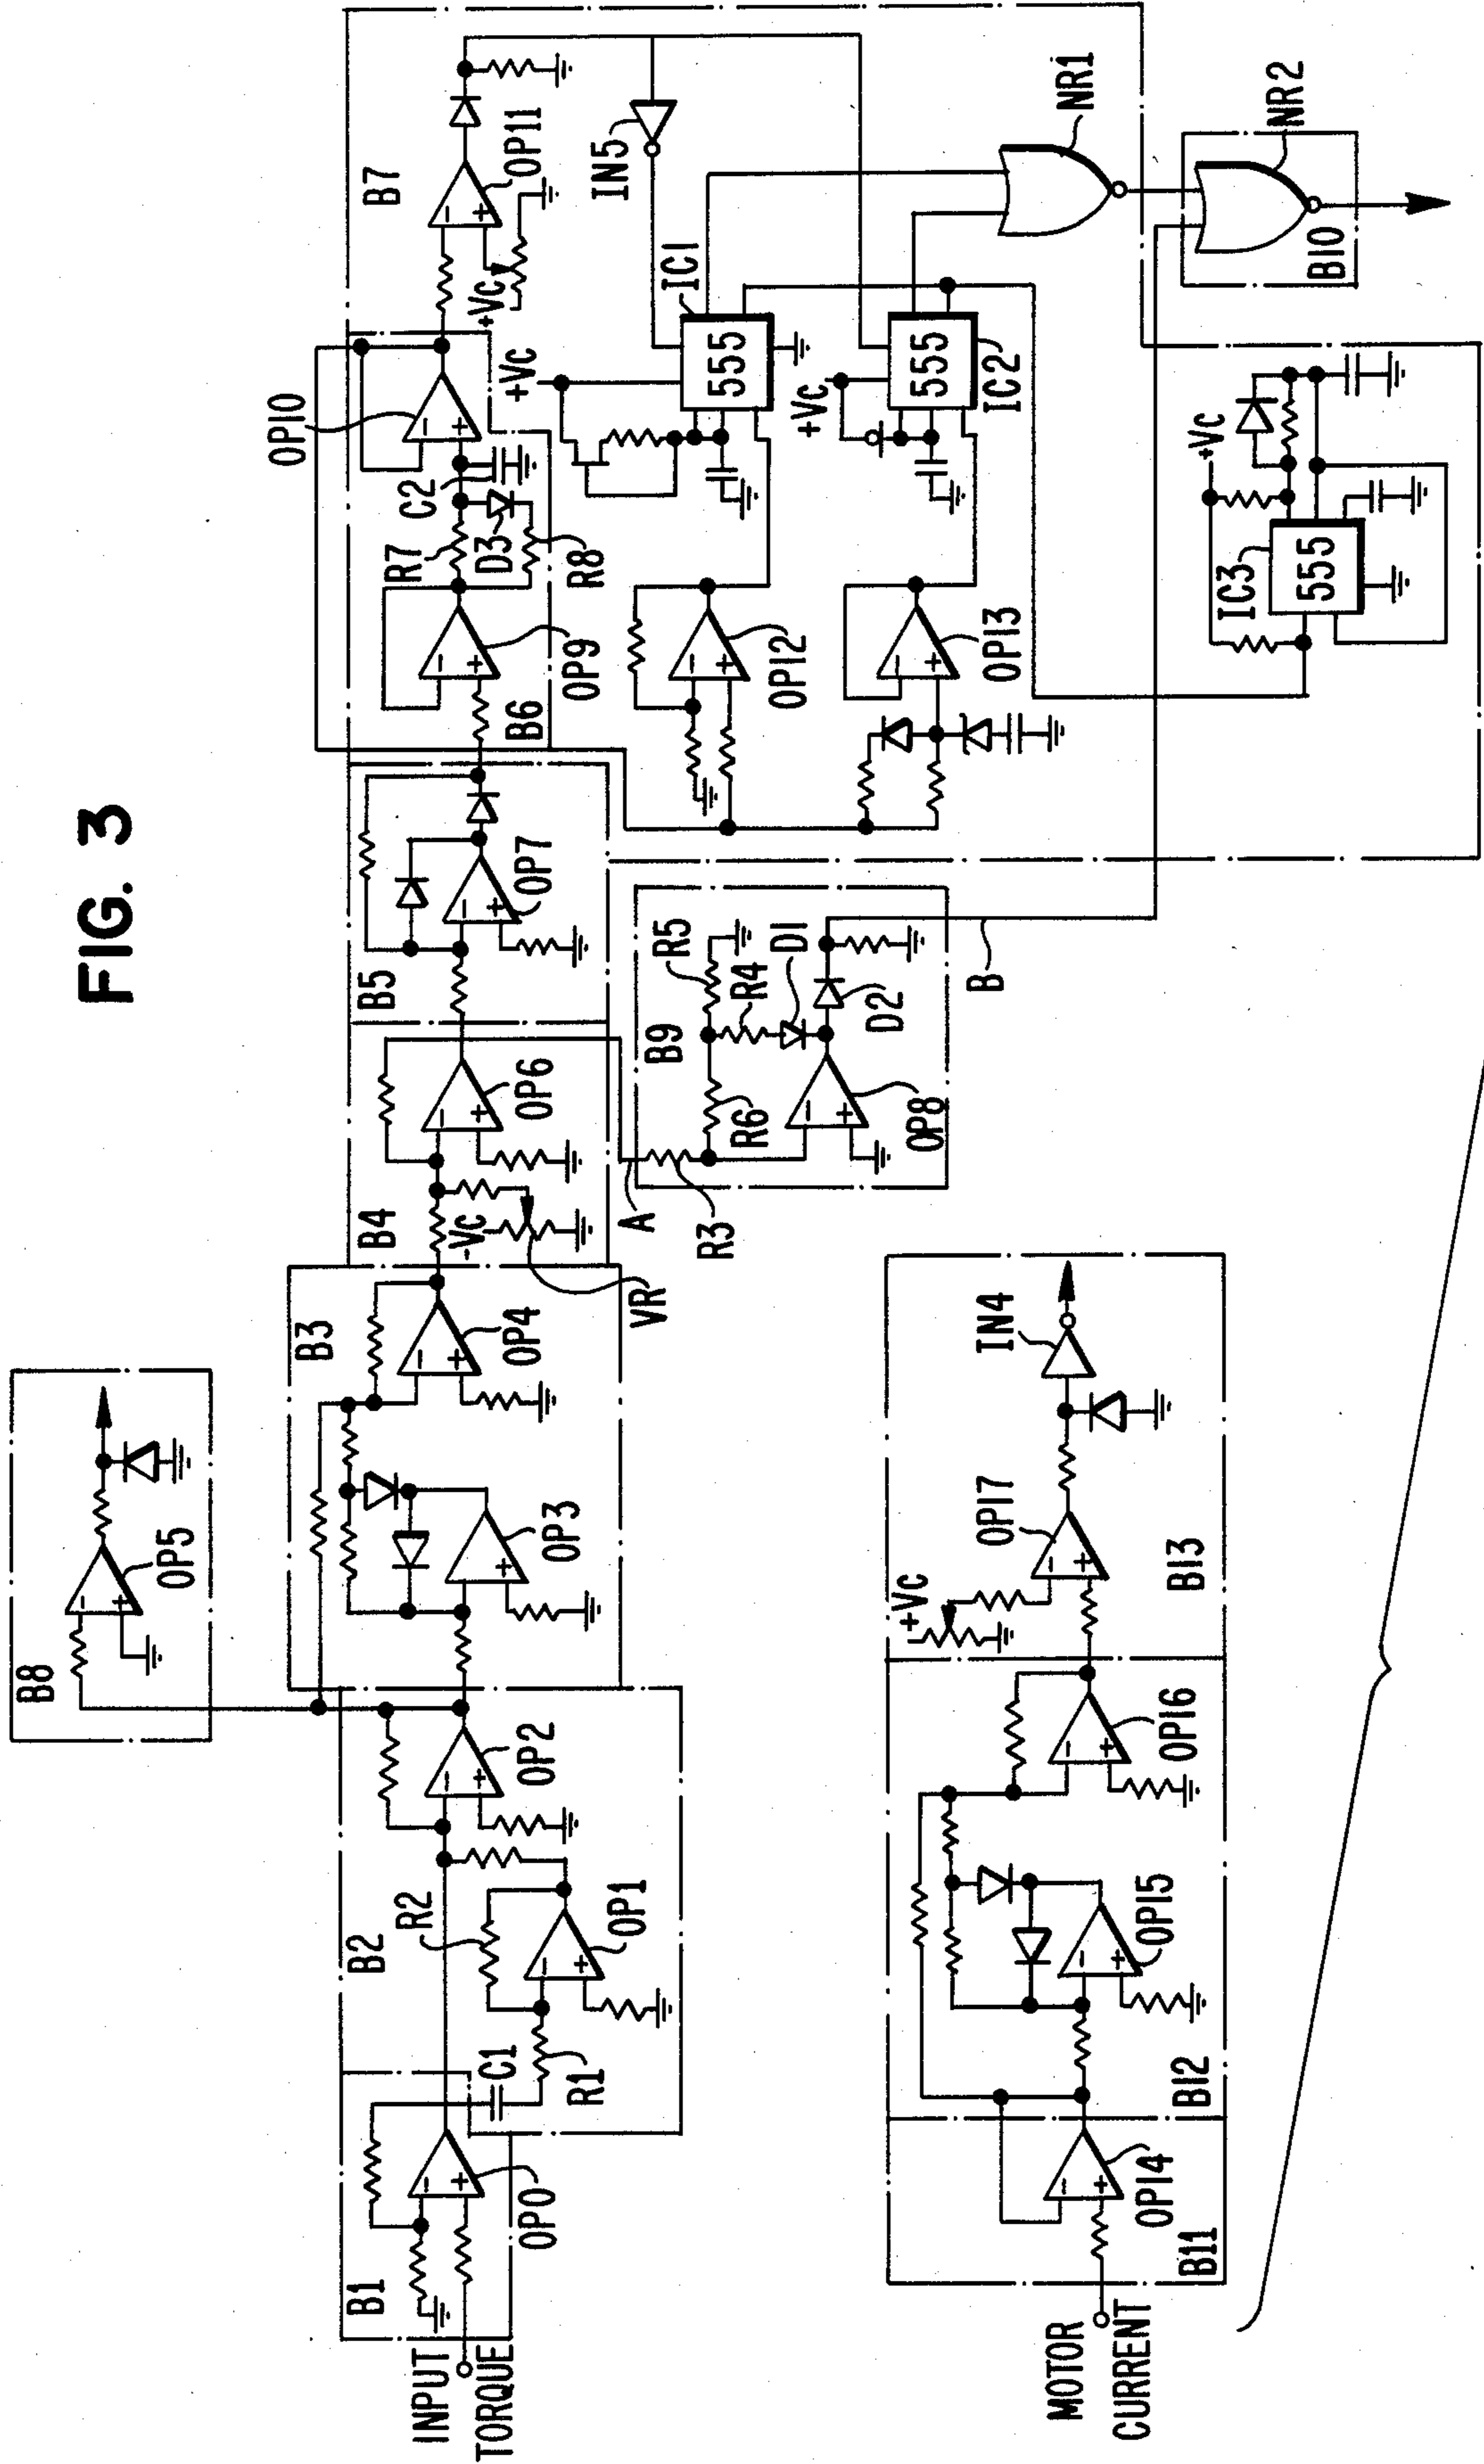 FIG. 3
B8
OP5
B1
INPUT
TORQUE
OPO
B2
C1
R1
R2
OP1
OP2
B3
OP3
OP4
B4
-Vc
VR
OP6
A
R3
B5
OP7
B9
R5
R4
R6
D1
D2
OP8
B
B6
OP9
R7
D3
R8
C2
OP10
B7
OP11
+Vc
IN5
+Vc
IC1
555
OP12
+Vc
IC2
555
OP13
NR1
NR2
B10
+Vc
IC3
555
MOTOR
CURRENT
B11
OP14
B12
OP15
OP16
B13
+Vc
OP17
IN4